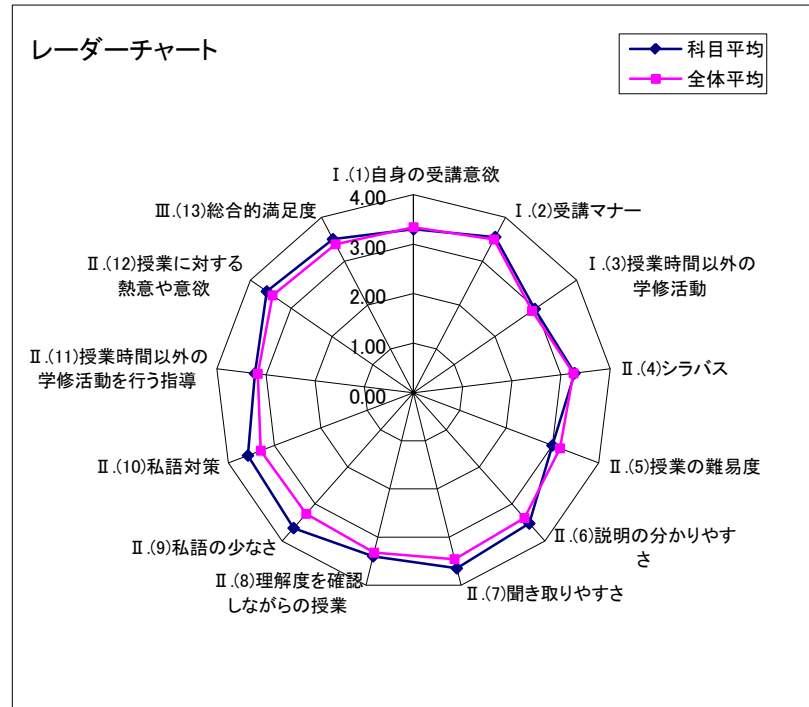 レーダーチャート
科目平均
全体平均
Ⅰ.(1)自身の受講意欲
Ⅰ.(2)受講マナー
Ⅰ.(3)授業時間以外の
学修活動
Ⅱ.(4)シラバス
Ⅱ.(5)授業の難易度
Ⅱ.(6)説明の分かりやす
さ
Ⅱ.(7)聞き取りやすさ
Ⅱ.(8)理解度を確認
しながらの授業
Ⅱ.(9)私語の少なさ
Ⅱ.(10)私語対策
Ⅱ.(11)授業時間以外の
学修活動を行う指導
Ⅱ.(12)授業に対する
熱意や意欲
Ⅲ.(13)総合的満足度
4.00
3.00
2.00
1.00
0.00